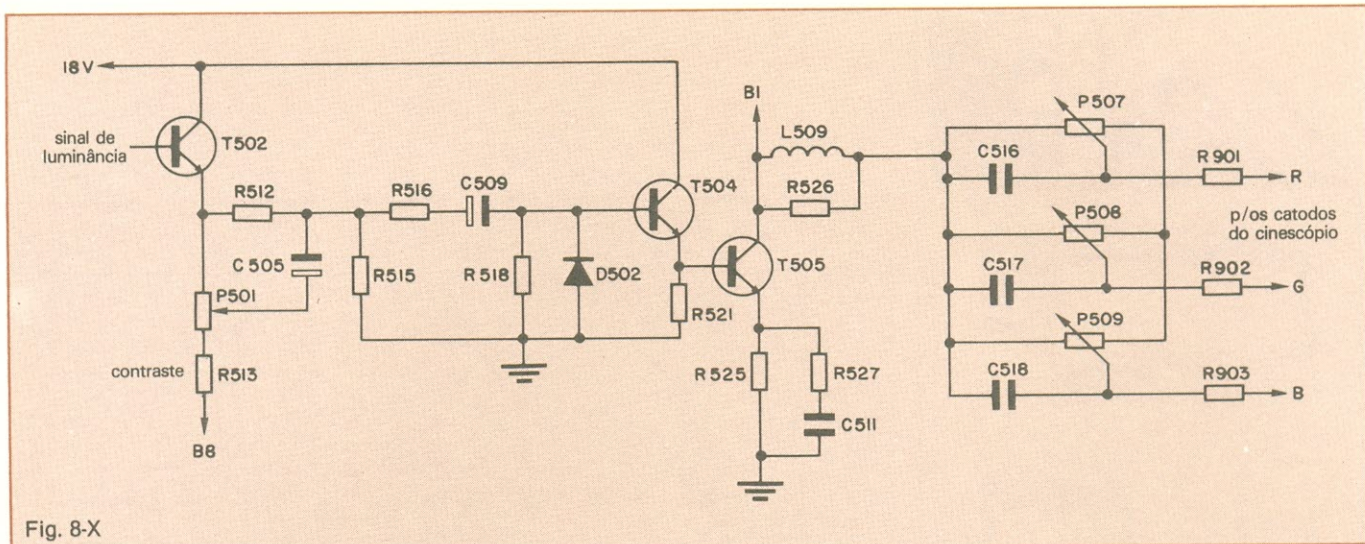 18V
sinal de
luminância
T502
R512
C505
P501
contraste
R513
B8
R515
R516
C509
R518
D502
T504
R521
T505
B1
L509
R526
R525
R527
C511
C516
C517
C518
P507
P508
P509
R901
R
p/os catodos
do cinescópio
R902
G
R903
B
Fig. 8-X